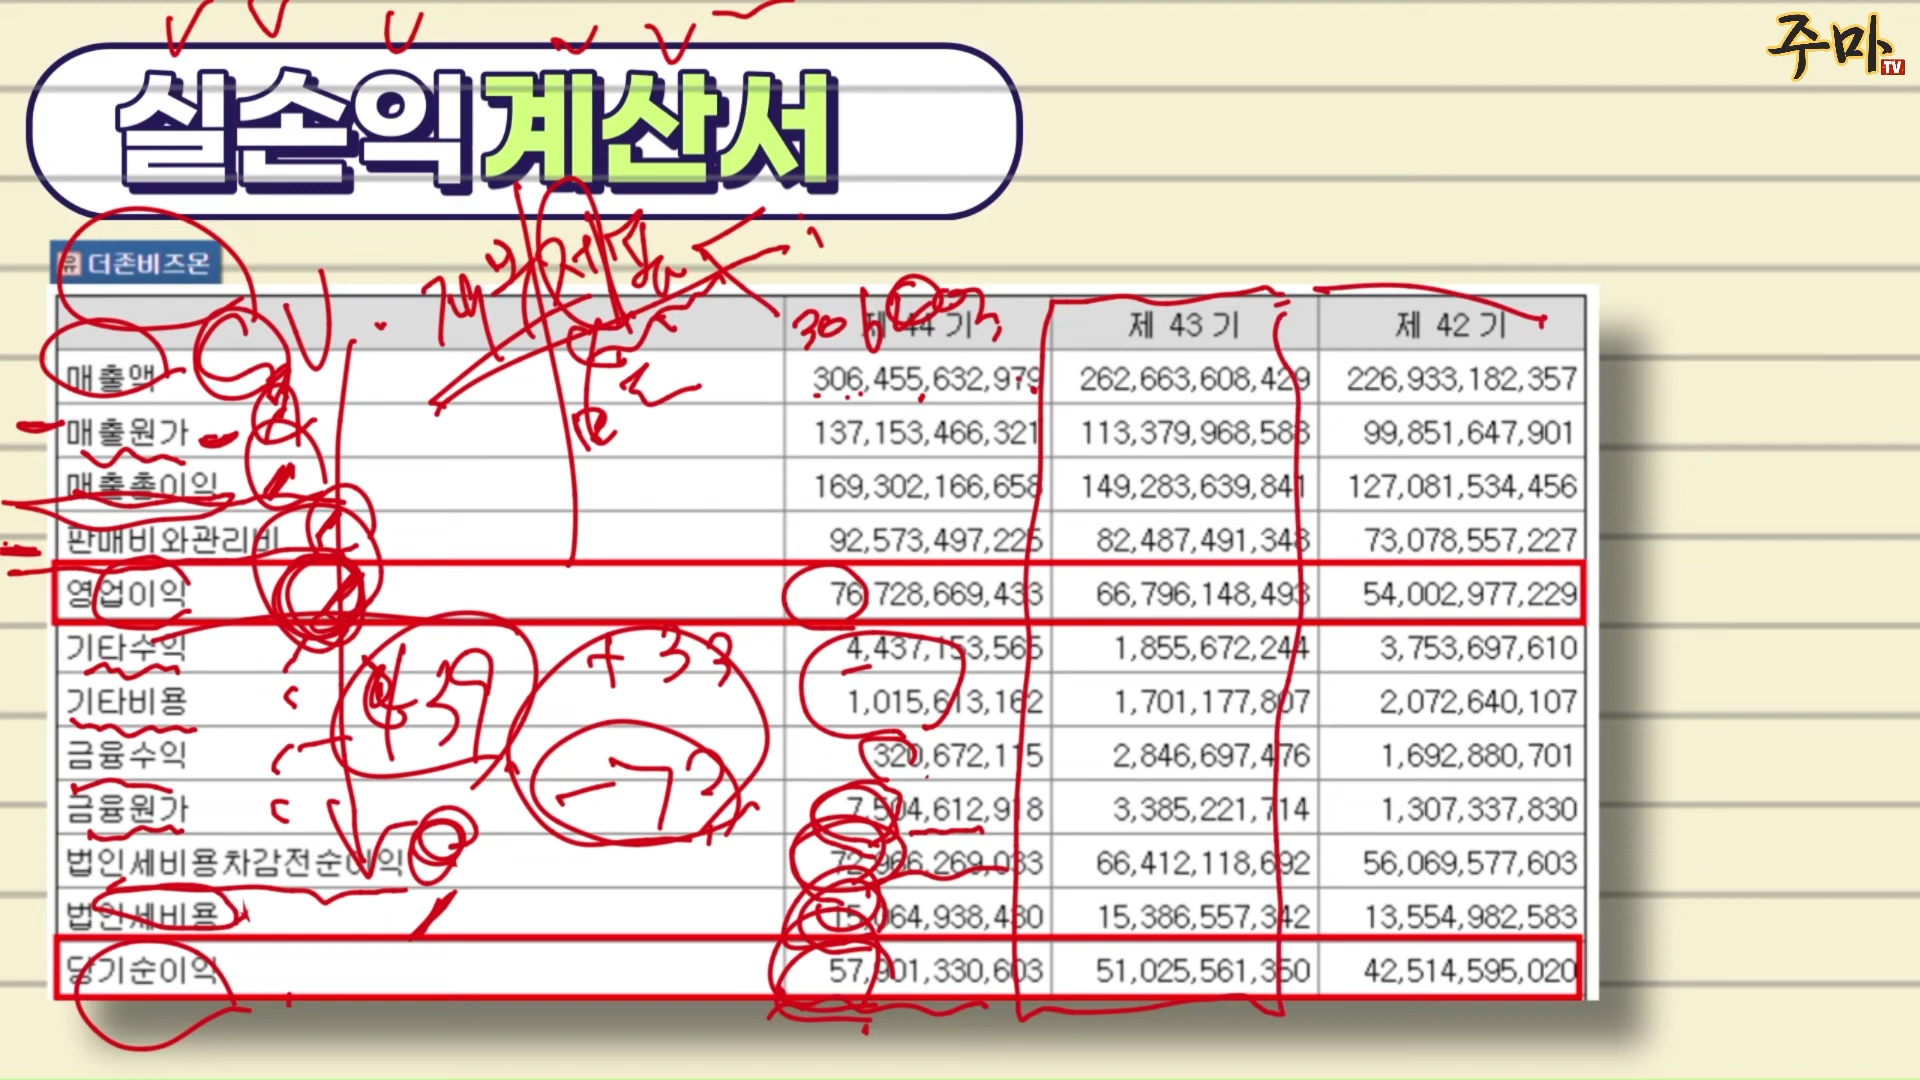 주마
TV
실손익계산서
유 더존비즈온
제 44 기 제 43 기 제 42 기
매출액 306,455,632,979 262,663,608,429 226,933,182,357
매출원가 137,153,466,321 113,379,968,588 99,851,647,901
매출총이익 169,302,166,658 149,283,639,841 127,081,534,456
판매비와관리비 92,573,497,225 82,487,491,348 73,078,557,227
영업이익 76,728,669,433 66,796,148,493 54,002,977,229
기타수익 4,437,153,565 1,855,672,244 3,753,697,610
기타비용 1,015,613,162 1,701,177,807 2,072,640,107
금융수익 320,672,115 2,846,697,476 1,692,880,701
금융원가 7,504,612,918 3,385,221,714 1,307,337,830
법인세비용차감전순이익 72,966,269,033 66,412,118,692 56,069,577,603
법인세비용 15,064,938,430 15,386,557,342 13,554,982,583
당기순이익 57,901,330,603 51,025,561,350 42,514,595,020
+39
+33